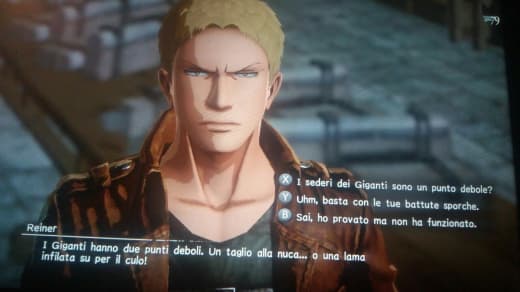 79
X I sederi dei Giganti sono un punto debole?
Y Uhm, basta con le tue battute sporche.
B Sai, ho provato ma non ha funzionato.
Reiner
I Giganti hanno due punti deboli. Un taglio alla nuca... o una lama
infilata su per il culo!